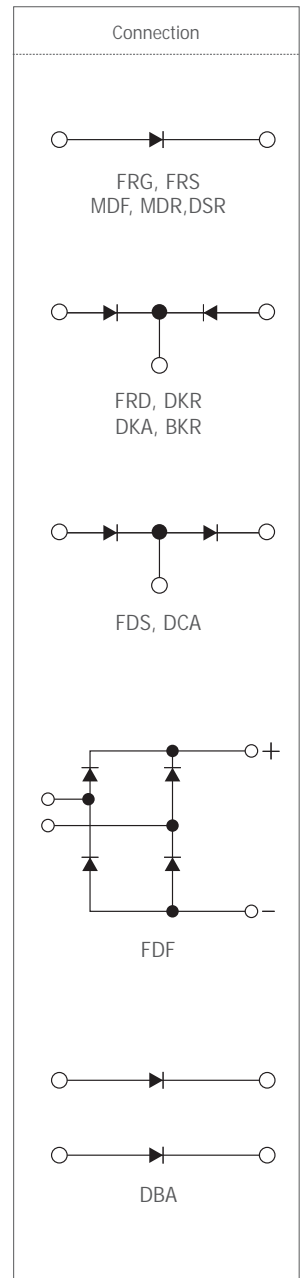 Connection
FRG, FRS
MDF, MDR,DSR
FRD, DKR
DKA, BKR
FDS, DCA
+
−
FDF
DBA